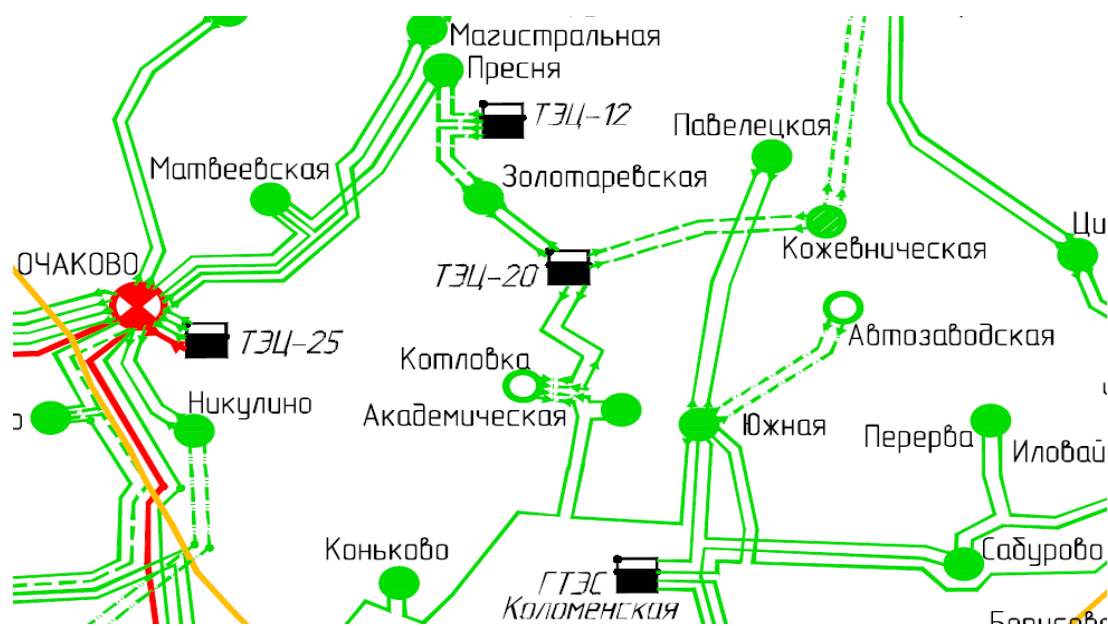 Магистральная
Пресня
ТЭЦ-12
Павелецкая
Матвеевская
Золотаревская
Кожевническая
Ци
ОЧАКОВО
ТЭЦ-20
ТЭЦ-25
Автозаводская
Котловка
Никулино
Академическая
Южная
Перерва
Иловай
Коньково
Сабурово
ГТЭС
Коломенская